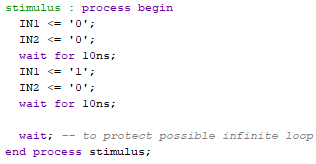 stimulus : process begin
IN1 <= '0';
IN2 <= '0';
wait for 10ns;
IN1 <= '1';
IN2 <= '0';
wait for 10ns;
wait; -- to protect possible infinite loop
end process stimulus;